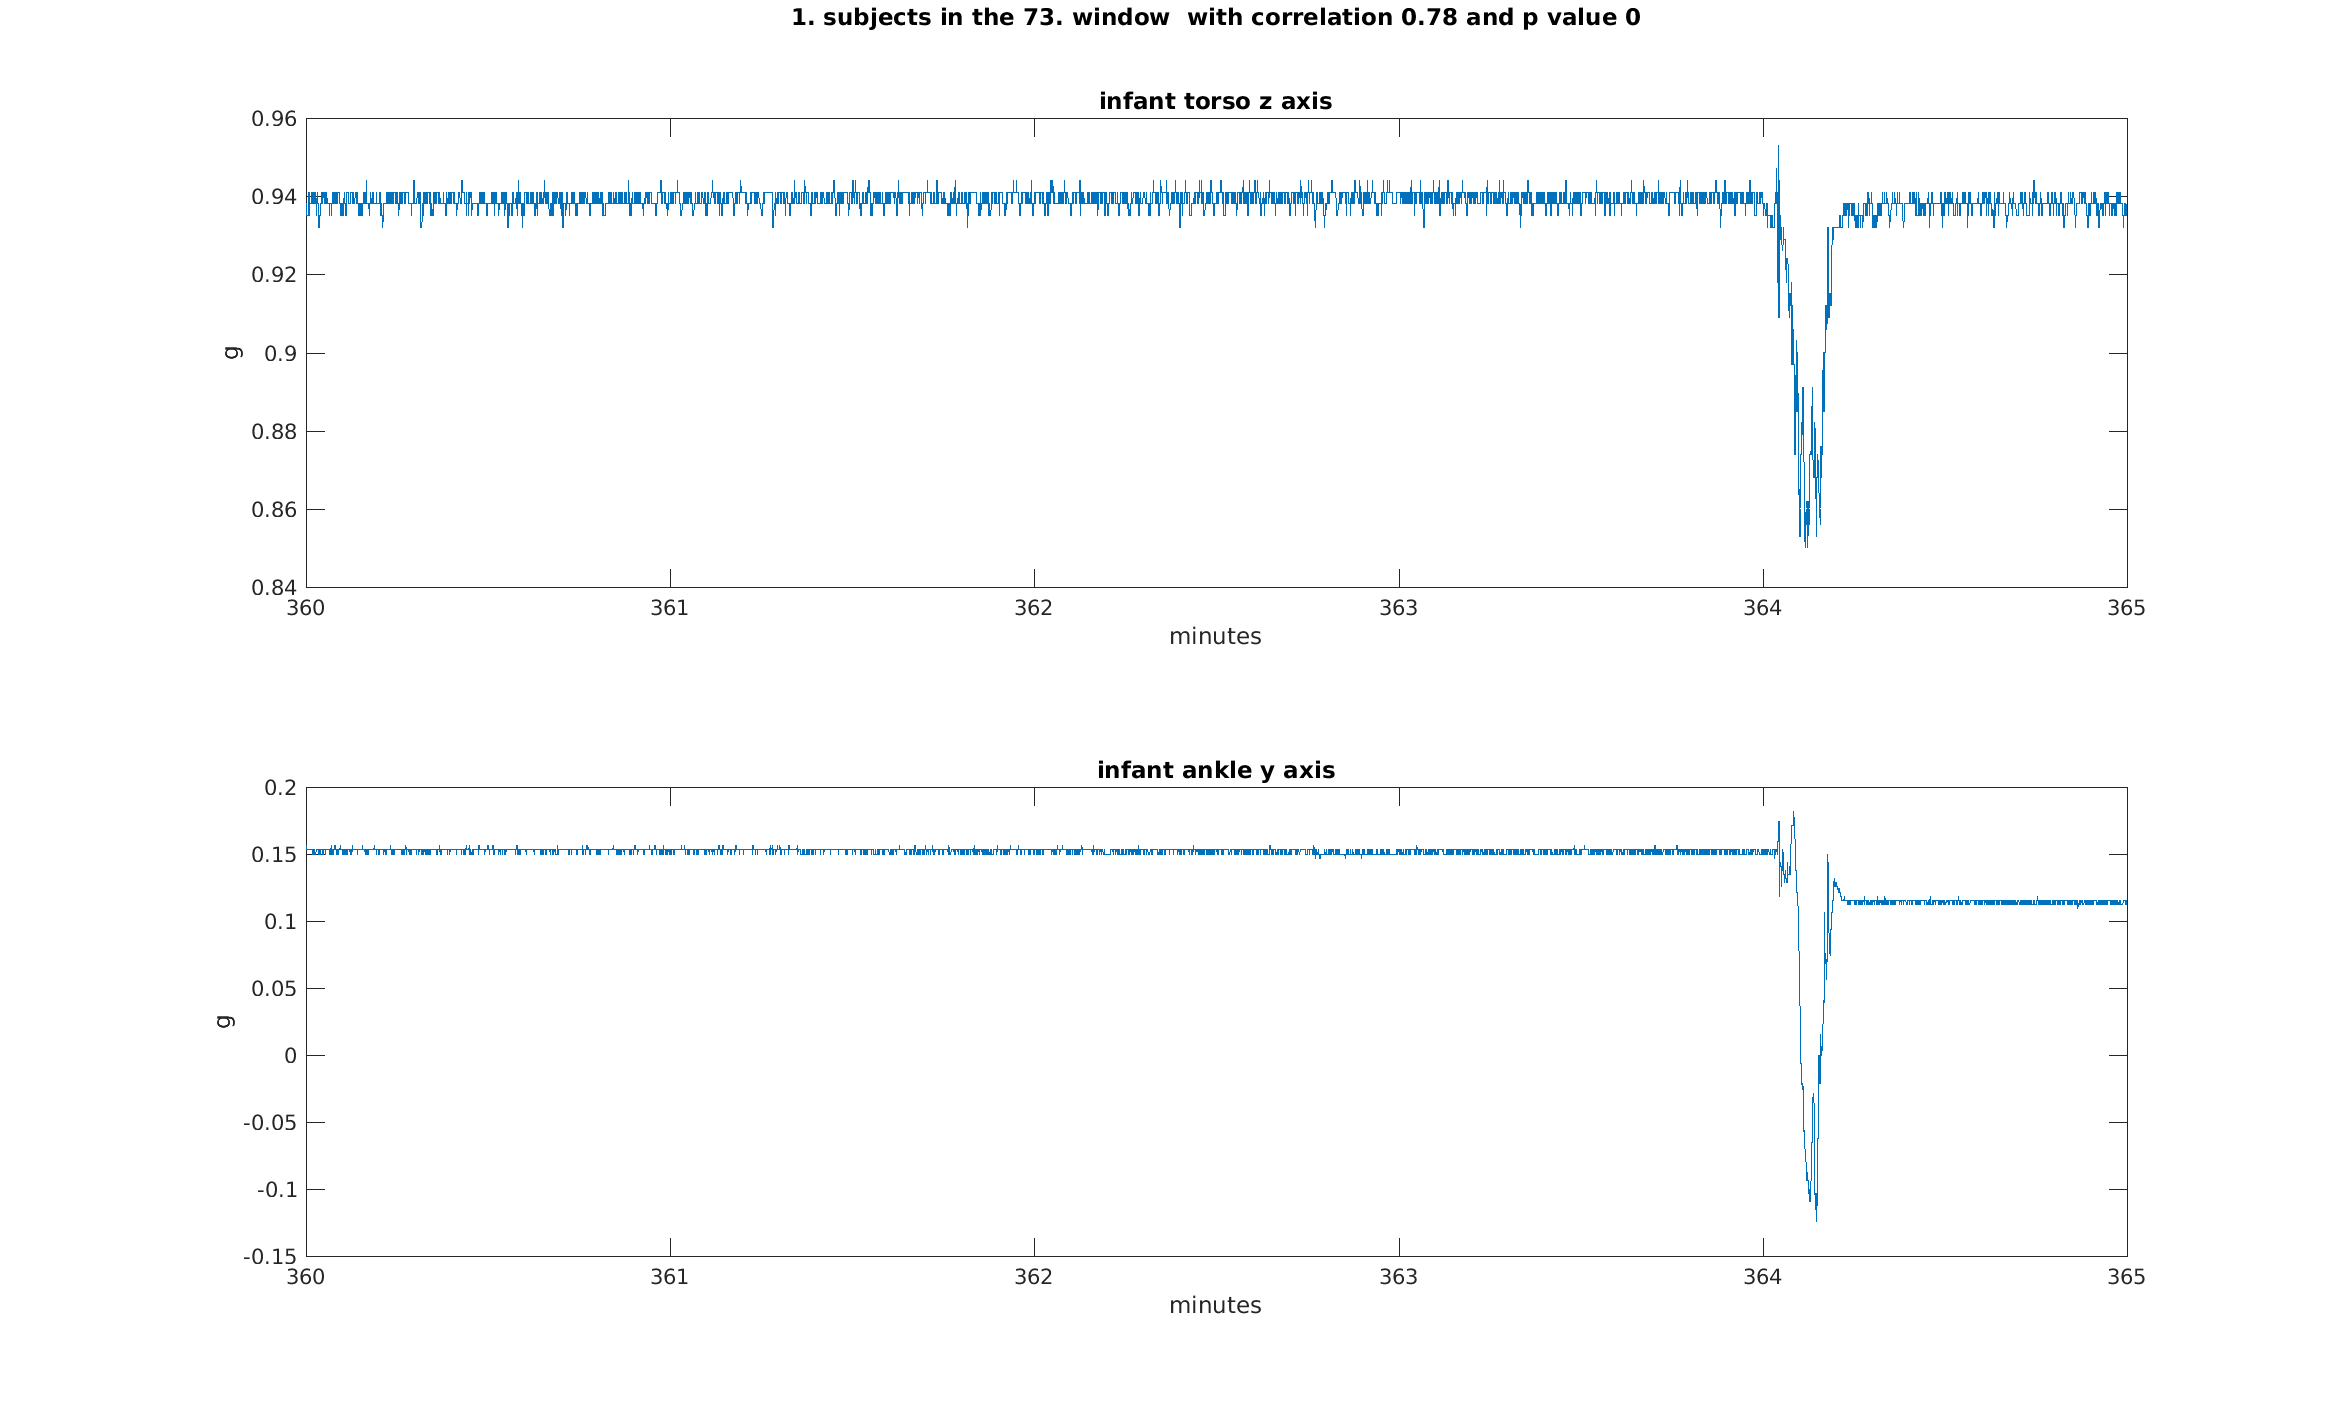 1. subjects in the 73. window  with correlation 0.78 and p value 0
infant torso z axis
0.96
0.94
0.92
0.9
0.88
0.86
0.84
g
360 361 362 363 364 365
minutes
infant ankle y axis
0.2
0.15
0.1
0.05
0
-0.05
-0.1
-0.15
g
360 361 362 363 364 365
minutes